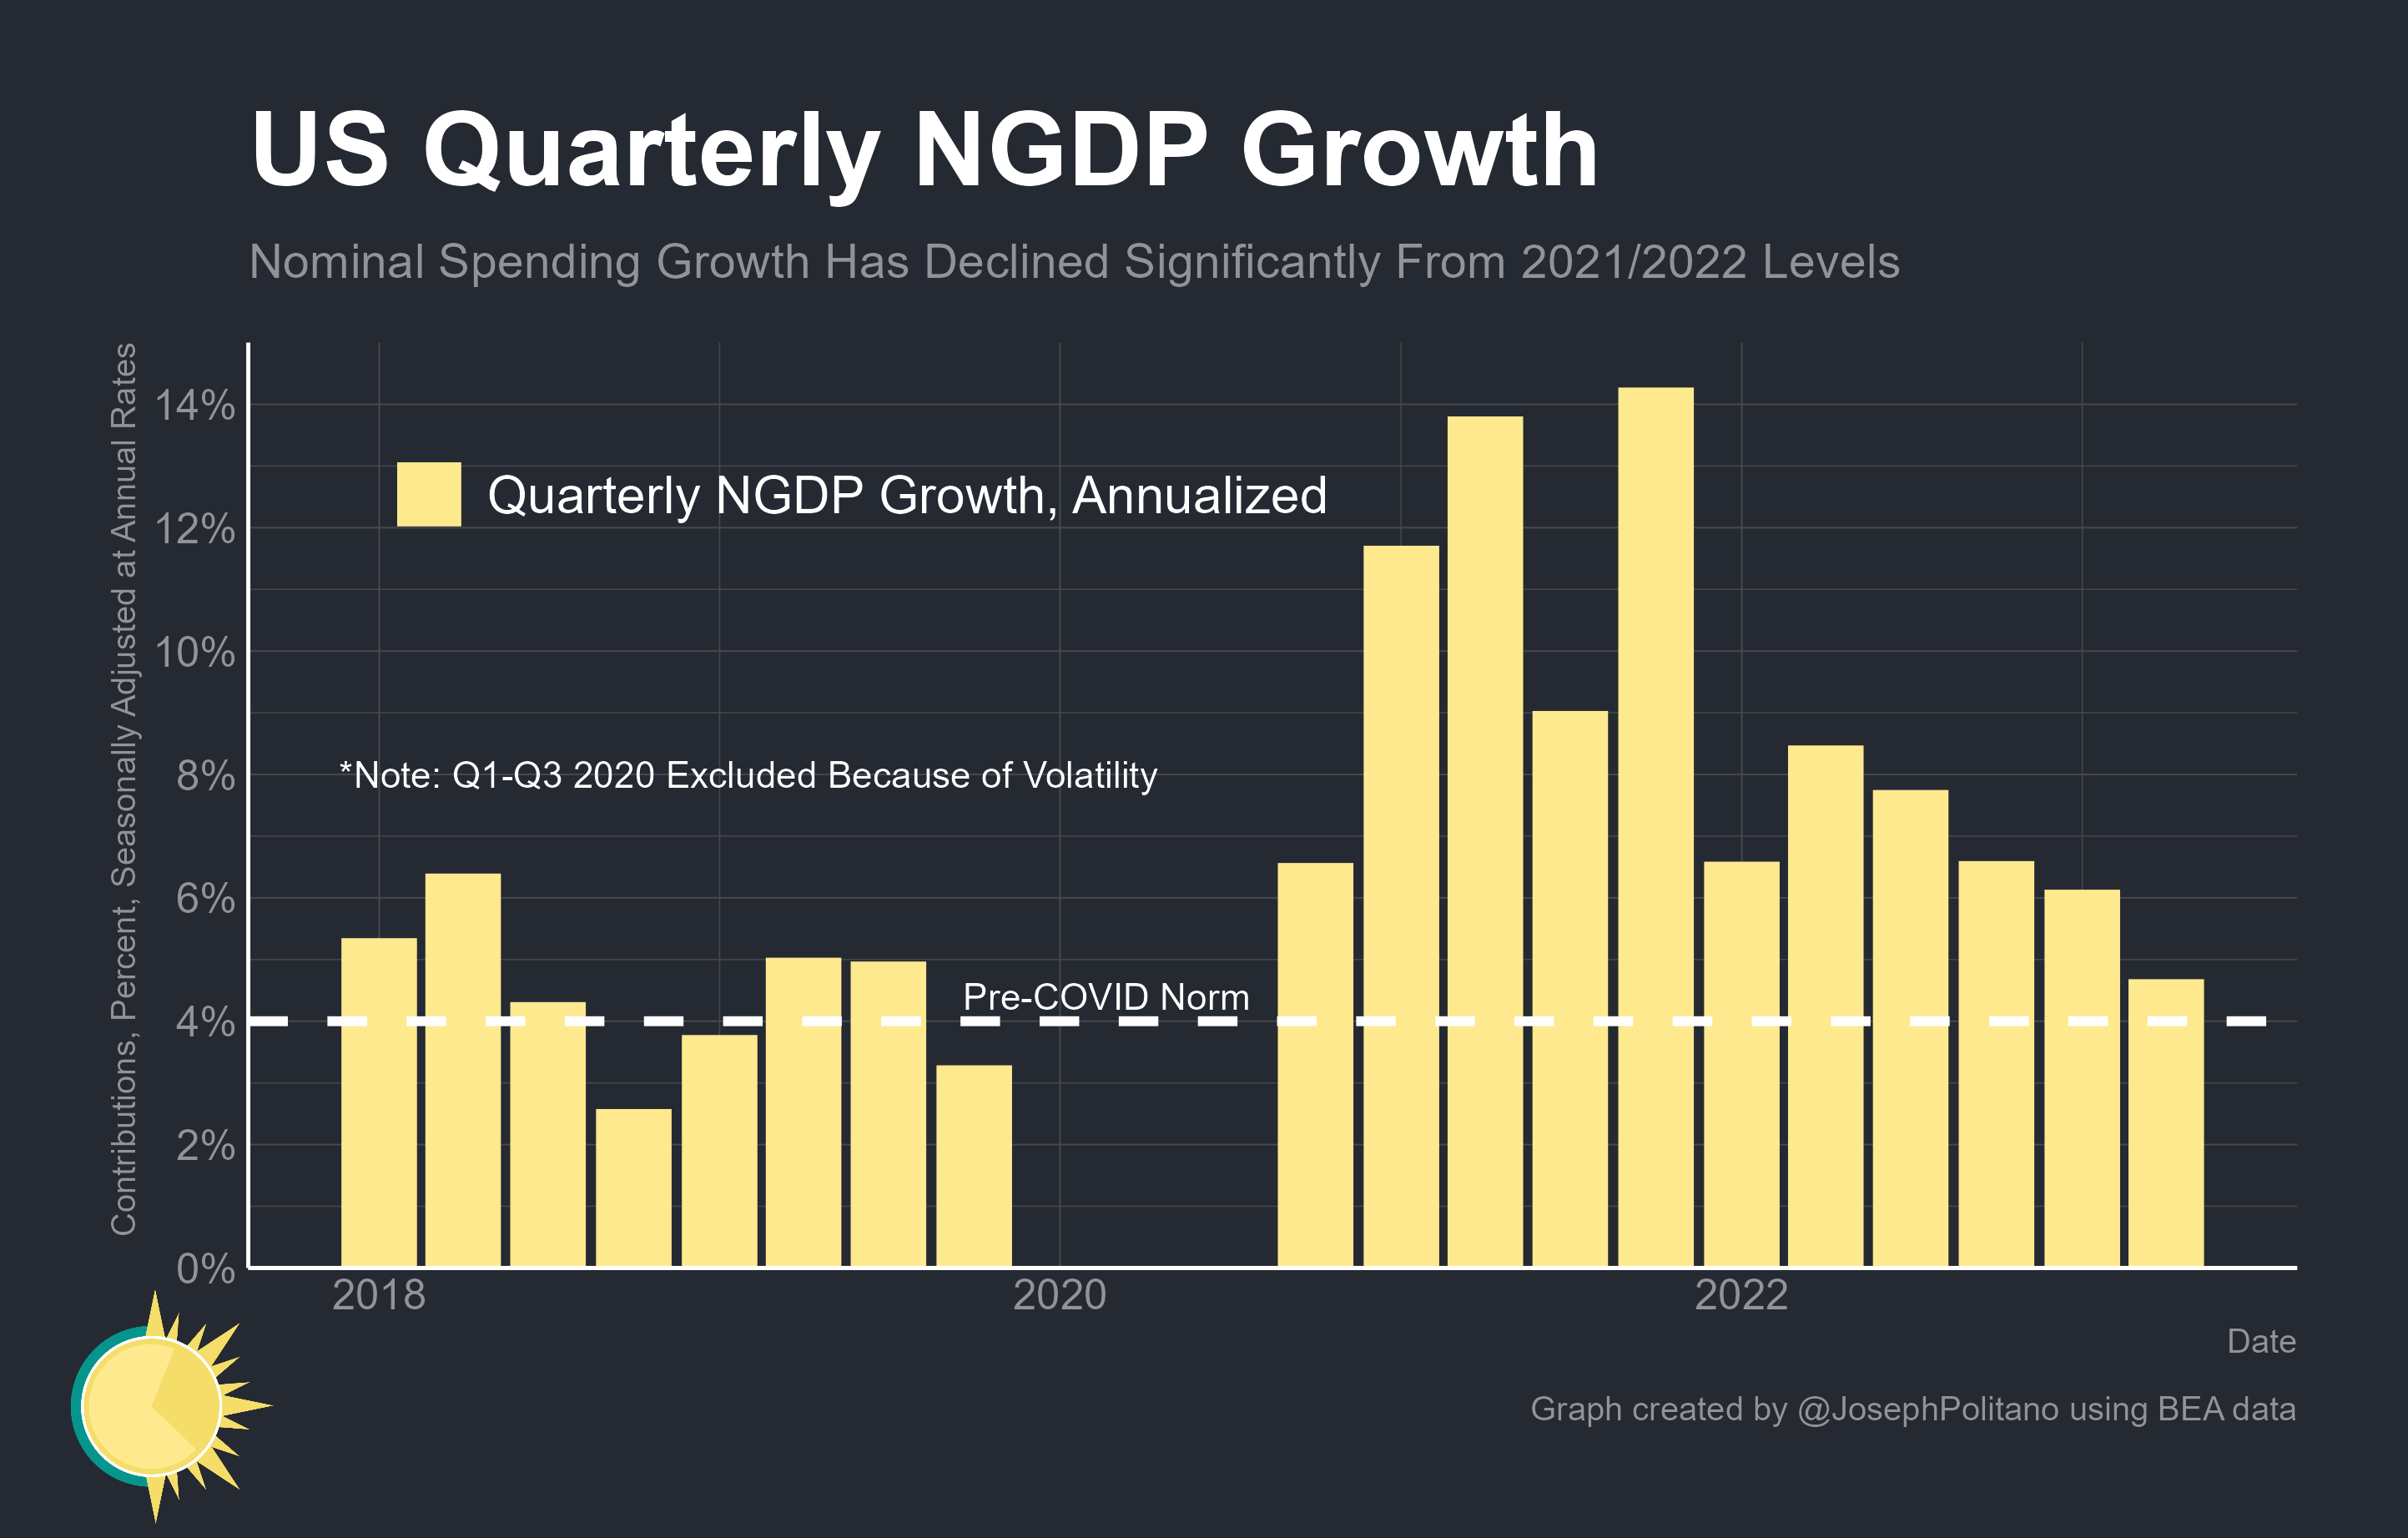 US Quarterly NGDP Growth
Nominal Spending Growth Has Declined Significantly From 2021/2022 Levels
Contributions, Percent, Seasonally Adjusted at Annual Rates
14%
12%
10%
8%
6%
4%
2%
0%
Quarterly NGDP Growth, Annualized
*Note: Q1-Q3 2020 Excluded Because of Volatility
Pre-COVID Norm
2018
2020
2022
Date
Graph created by @JosephPolitano using BEA data